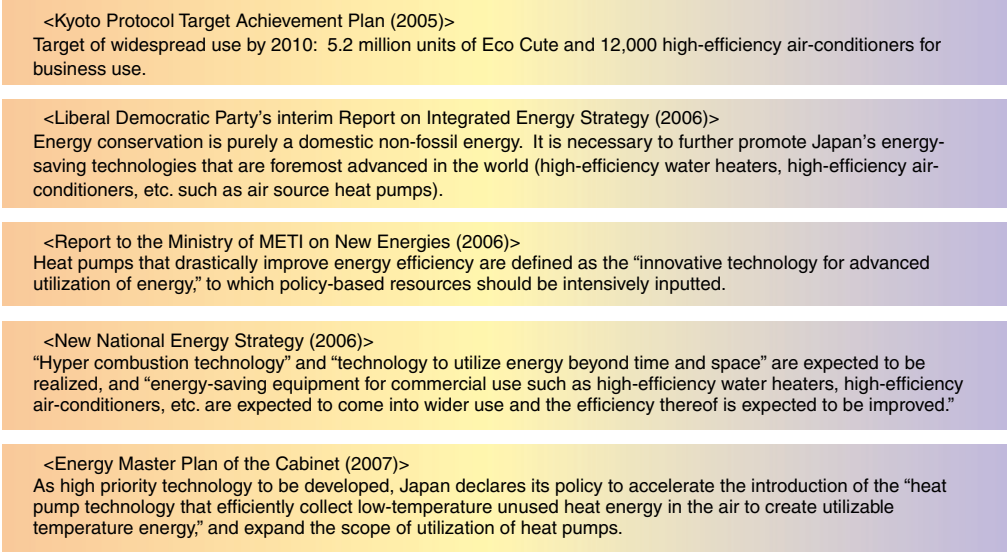 <Kyoto Protocol Target Achievement Plan (2005)>
Target of widespread use by 2010:  5.2 million units of Eco Cute and 12,000 high-efficiency air-conditioners for
business use.
<Liberal Democratic Party's interim Report on Integrated Energy Strategy (2006)>
Energy conservation is purely a domestic non-fossil energy.  It is necessary to further promote Japan's energy-
saving technologies that are foremost advanced in the world (high-efficiency water heaters, high-efficiency air-
conditioners, etc. such as air source heat pumps).
<Report to the Ministry of METI on New Energies (2006)>
Heat pumps that drastically improve energy efficiency are defined as the “innovative technology for advanced
utilization of energy,” to which policy-based resources should be intensively inputted.
<New National Energy Strategy (2006)>
“Hyper combustion technology” and “technology to utilize energy beyond time and space” are expected to be
realized, and “energy-saving equipment for commercial use such as high-efficiency water heaters, high-efficiency
air-conditioners, etc. are expected to come into wider use and the efficiency thereof is expected to be improved.”
<Energy Master Plan of the Cabinet (2007)>
As high priority technology to be developed, Japan declares its policy to accelerate the introduction of the “heat
pump technology that efficiently collect low-temperature unused heat energy in the air to create utilizable
temperature energy,” and expand the scope of utilization of heat pumps.